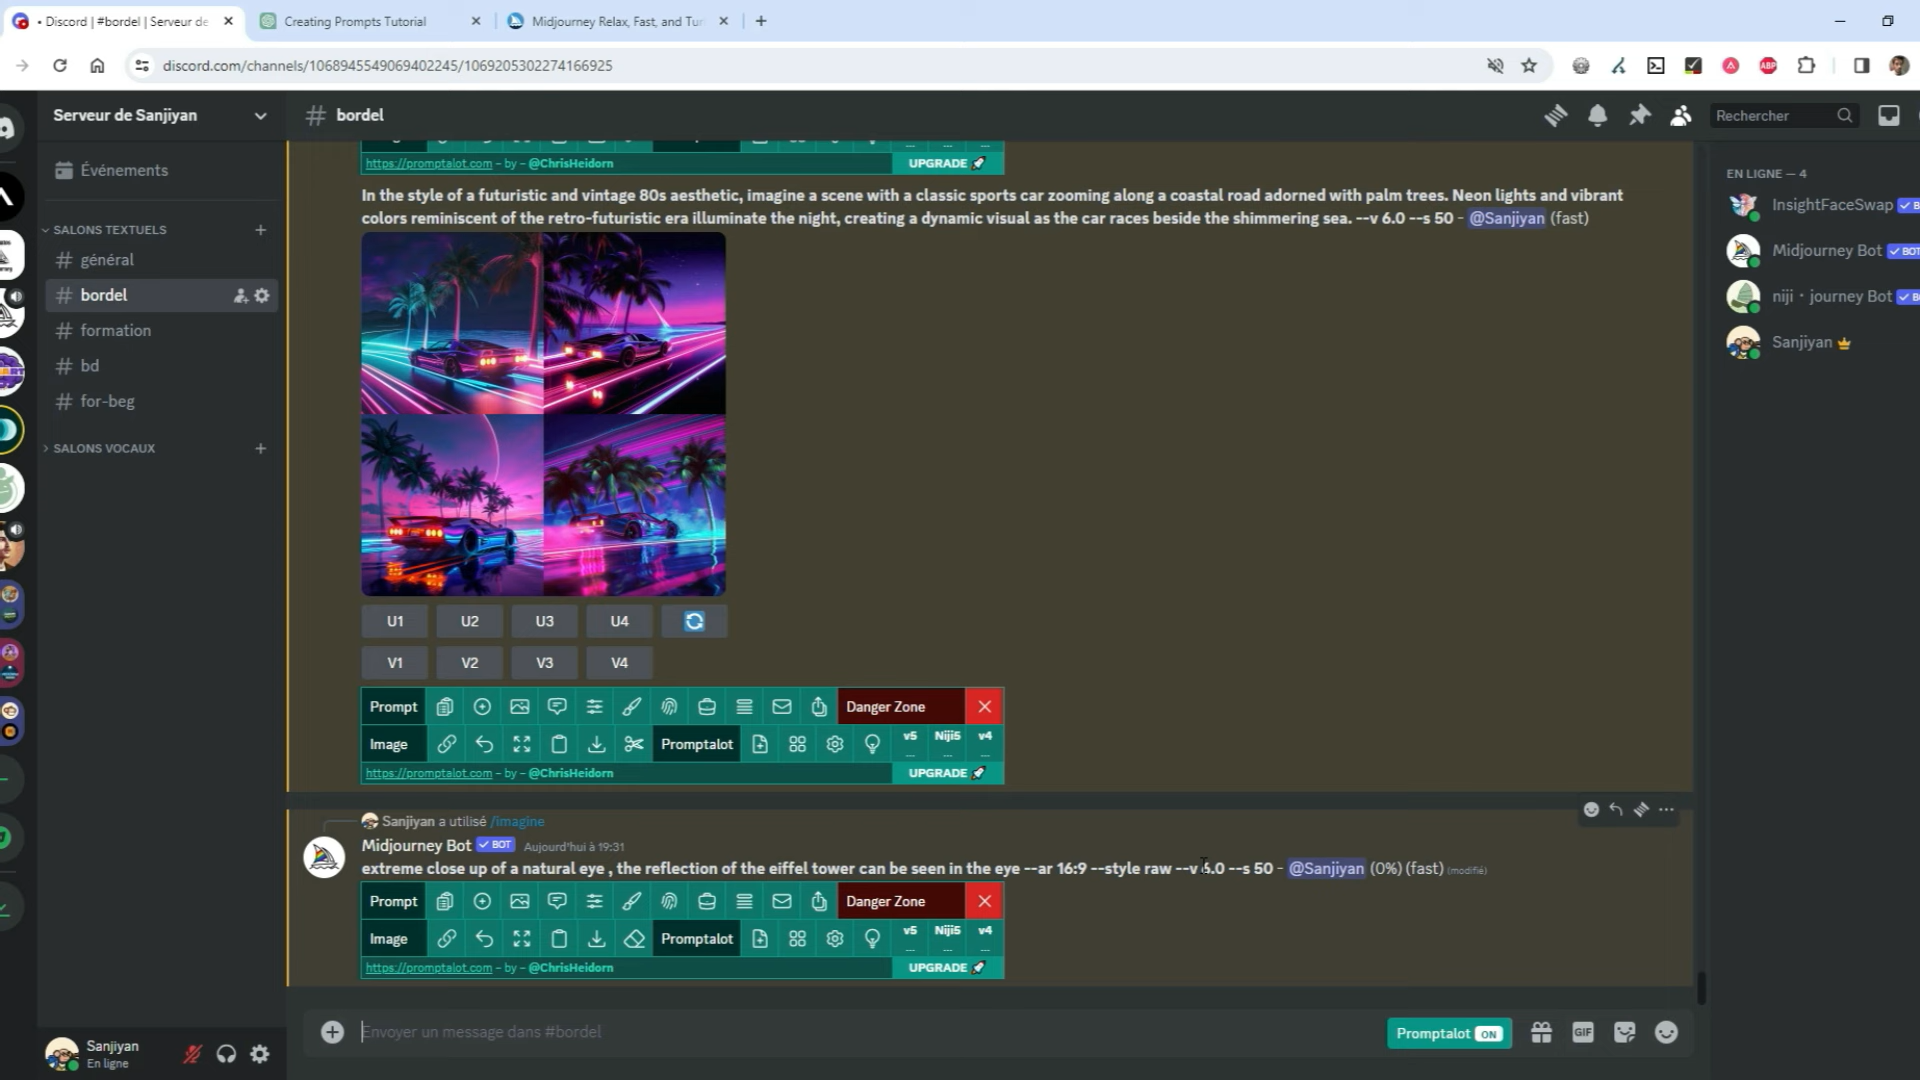 • Discord | #bordel | Serveur de
Creating Prompts Tutorial
Midjourney Relax, Fast, and Tur
discord.com/channels/1068945549069402245/1069205302274166925
ABP
Serveur de Sanjiyan
# bordel
Rechercher
Événements
SALONS TEXTUELS
# général
# bordel
# formation
# bd
# for-beg
SALONS VOCAUX
https://promptalot.com – by – @ChrisHeidorn UPGRADE
In the style of a futuristic and vintage 80s aesthetic, imagine a scene with a classic sports car zooming along a coastal road adorned with palm trees. Neon lights and vibrant
colors reminiscent of the retro-futuristic era illuminate the night, creating a dynamic visual as the car races beside the shimmering sea. --v 6.0 --s 50 - @Sanjiyan (fast)
U1 U2 U3 U4
V1 V2 V3 V4
Prompt Danger Zone
Image Promptalot v5 ... Niji5 ... v4 ...
https://promptalot.com – by – @ChrisHeidorn UPGRADE
Sanjiyan a utilisé /imagine
Midjourney Bot BOT Aujourd'hui à 19:31
extreme close up of a natural eye , the reflection of the eiffel tower can be seen in the eye --ar 16:9 --style raw --v 6.0 --s 50 - @Sanjiyan (0%) (fast) (modifié)
Prompt Danger Zone
Image Promptalot v5 ... Niji5 ... v4 ...
https://promptalot.com – by – @ChrisHeidorn UPGRADE
Envoyer un message dans #bordel
Promptalot ON
GIF
Sanjiyan
En ligne
EN LIGNE — 4
InsightFaceSwap
Midjourney Bot BOT
niji・journey Bot
Sanjiyan